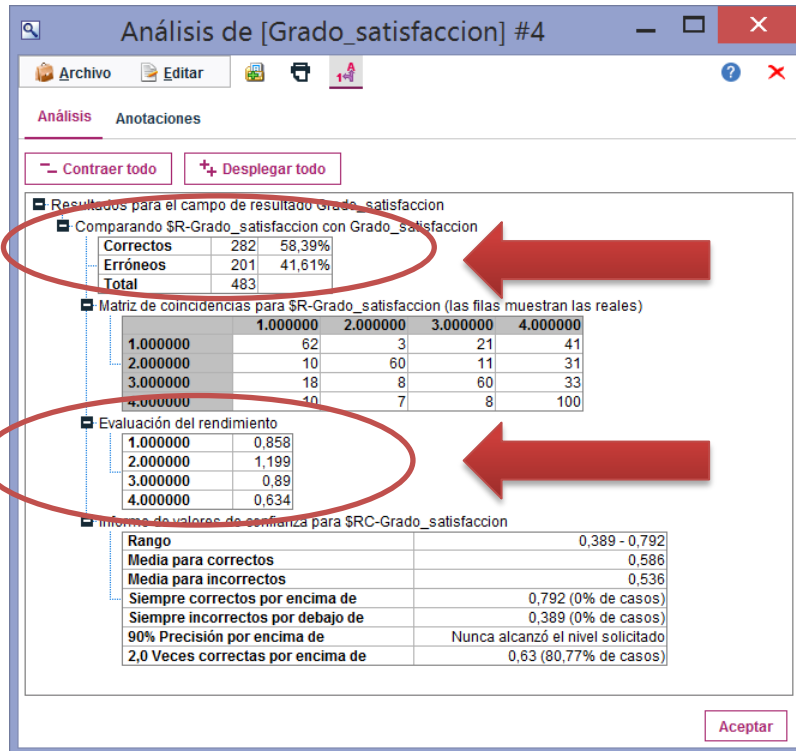 Análisis de [Grado_satisfaccion] #4
Archivo Editar
Análisis Anotaciones
Contraer todo Desplegar todo
Resultados para el campo de resultado Grado_satisfaccion
Comparando $R-Grado_satisfaccion con Grado_satisfaccion
Correctos 282 58,39%
Erróneos 201 41,61%
Total 483
Matriz de coincidencias para $R-Grado_satisfaccion (las filas muestran las reales)
1.000000 2.000000 3.000000 4.000000
1.000000 62 3 21 41
2.000000 10 60 11 31
3.000000 18 8 60 33
4.000000 10 7 8 100
Evaluación del rendimiento
1.000000 0,858
2.000000 1,199
3.000000 0,89
4.000000 0,634
Informe de valores de confianza para $RC-Grado_satisfaccion
Rango 0,389 - 0,792
Media para correctos 0,586
Media para incorrectos 0,536
Siempre correctos por encima de 0,792 (0% de casos)
Siempre incorrectos por debajo de 0,389 (0% de casos)
90% Precisión por encima de Nunca alcanzó el nivel solicitado
2,0 Veces correctas por encima de 0,63 (80,77% de casos)
Aceptar